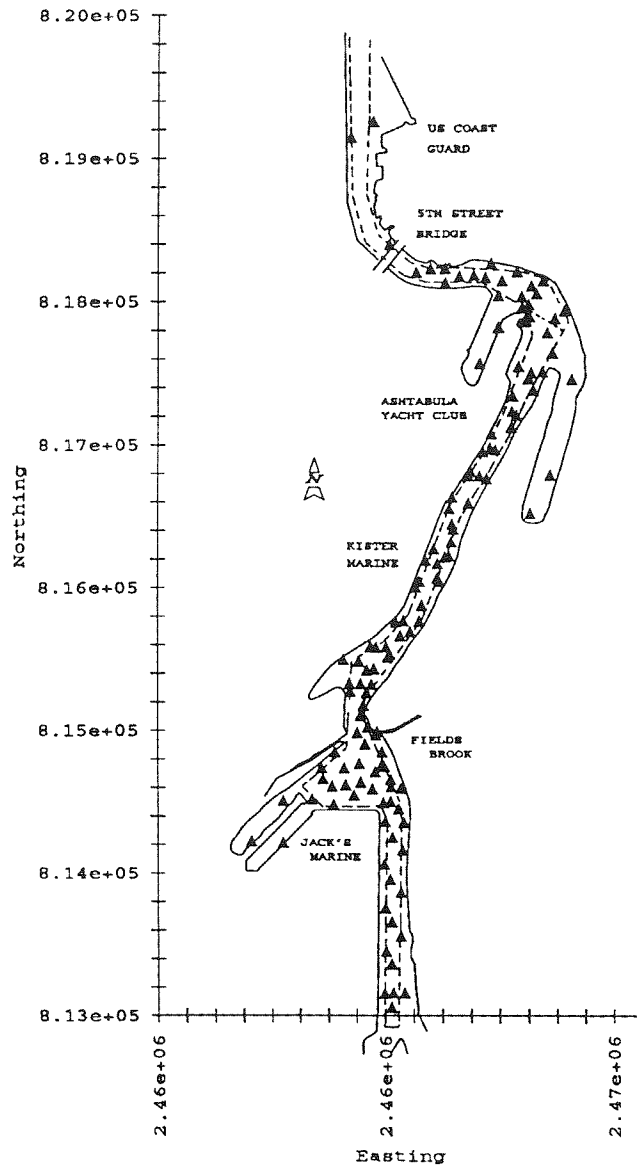 8.20e+05
US COAST
GUARD
8.19e+05
5TH STREET
BRIDGE
8.18e+05
ASHTABULA
YACHT CLUB
8.17e+05
N
Northing
KISTER
MARINE
8.16e+05
8.15e+05
FIELDS
BROOK
JACK'S
MARINE
8.14e+05
8.13e+05
2.46e+06
2.46e+06
2.47e+06
Easting